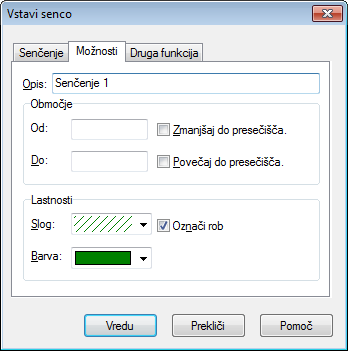 Vstavi senco
Senčenje Možnosti Druga funkcija
Opis: Senčenje 1
Območje
Od: Zmanjšaj do presečišča.
Do: Povečaj do presečišča.
Lastnosti
Slog: Označi rob
Barva:
Vredu Prekliči Pomoč